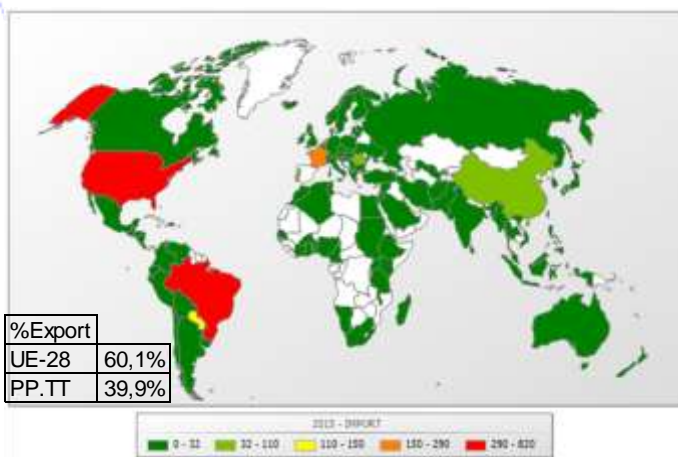 %Export
UE-28 60,1%
PP.TT 39,9%
2013 - IMPORT
0 - 32 32 - 110 110 - 150 150 - 290 290 - 820